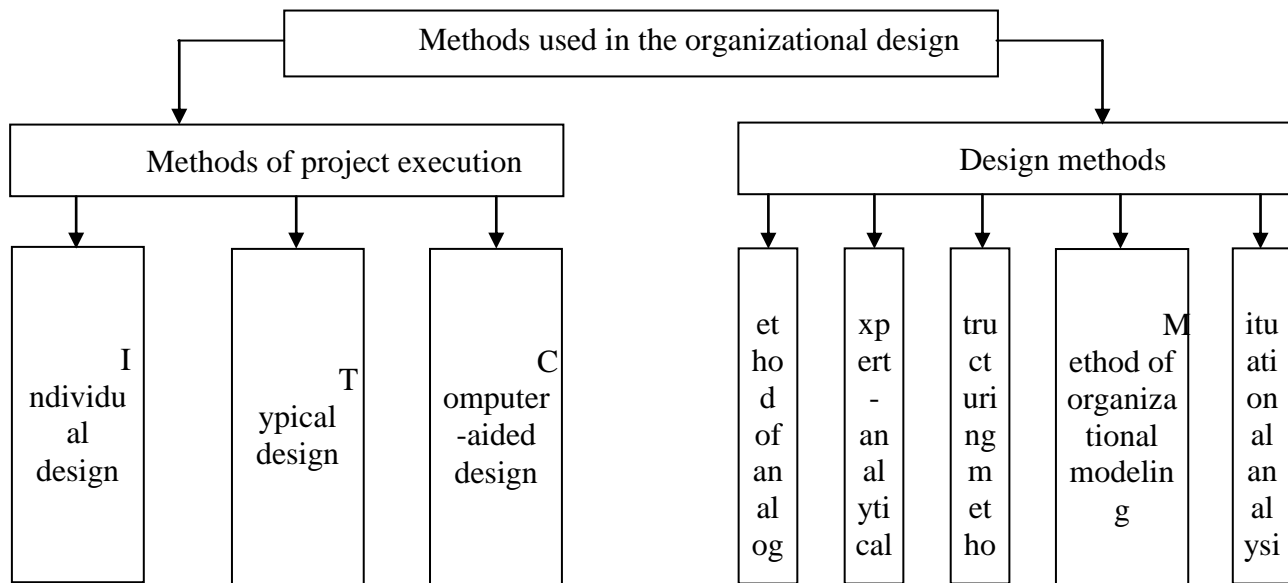 Methods used in the organizational design
Methods of project execution
Design methods
I
ndividu
al
design
T
ypical
design
C
omputer
-aided
design
et
ho
d
of
an
al
og
xp
ert
-
an
al
yti
cal
tru
ct
uri
ng
m
et
ho
M
ethod of
organiza
tional
modelin
g
itu
ati
on
al
an
al
ysi